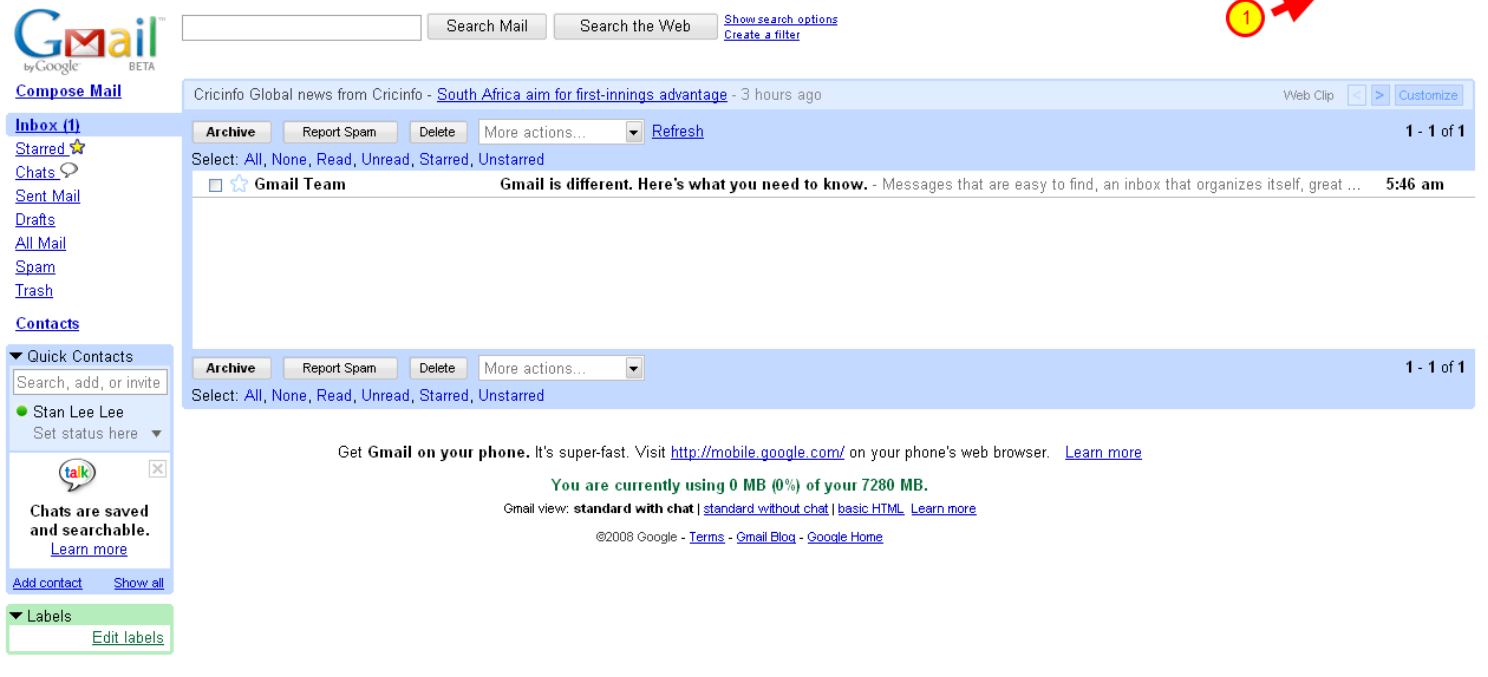 Gmail™
by Google BETA
Search Mail Search the Web Show search options
Create a filter
1
Compose Mail
Inbox (1)
Starred
Chats
Sent Mail
Drafts
All Mail
Spam
Trash
Contacts
Quick Contacts
Search, add, or invite
Stan Lee Lee
Set status here
talk
Chats are saved
and searchable.
Learn more
Add contact Show all
Labels
Edit labels
Cricinfo Global news from Cricinfo - South Africa aim for first-innings advantage - 3 hours ago Web Clip < > Customize
Archive Report Spam Delete More actions... Refresh 1 - 1 of 1
Select: All, None, Read, Unread, Starred, Unstarred
Gmail Team Gmail is different. Here's what you need to know. - Messages that are easy to find, an inbox that organizes itself, great ... 5:46 am
Archive Report Spam Delete More actions... 1 - 1 of 1
Select: All, None, Read, Unread, Starred, Unstarred
Get Gmail on your phone. It's super-fast. Visit http://mobile.google.com/ on your phone's web browser. Learn more
You are currently using 0 MB (0%) of your 7280 MB.
Gmail view: standard with chat | standard without chat | basic HTML Learn more
©2008 Google - Terms - Gmail Blog - Google Home